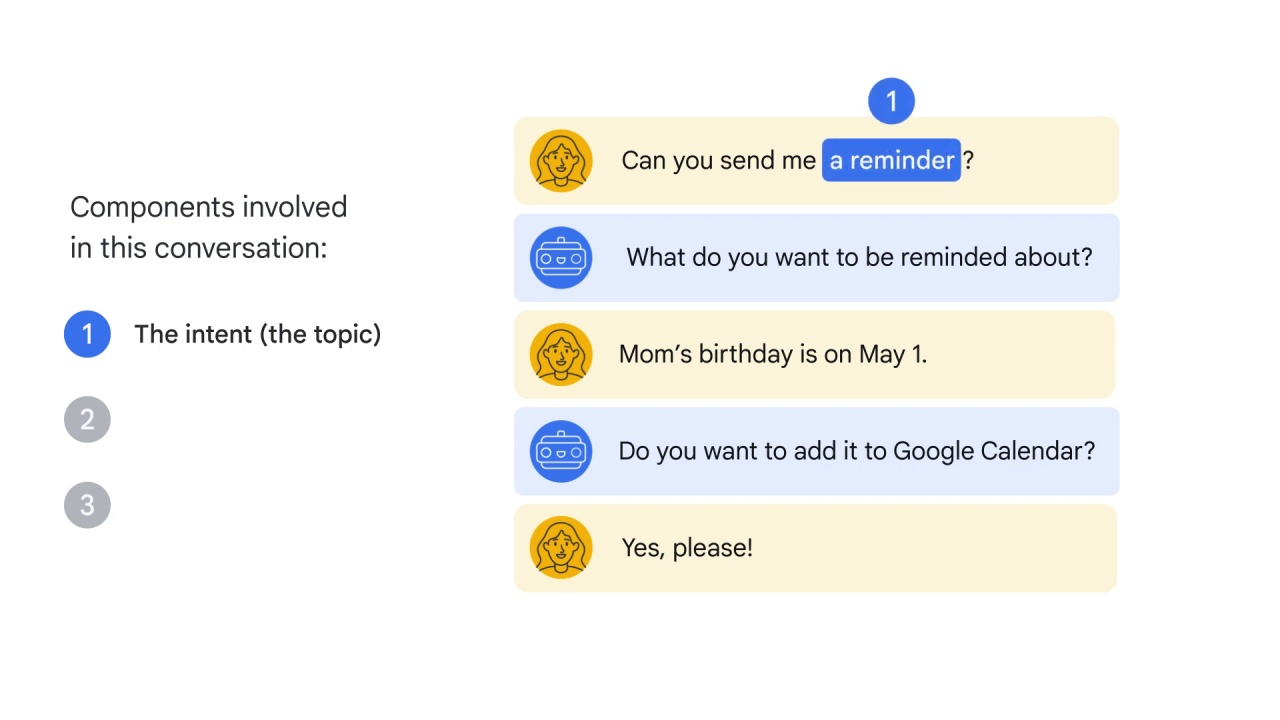 Components involved
in this conversation:
1 The intent (the topic)
2
3
1
Can you send me a reminder?
What do you want to be reminded about?
Mom’s birthday is on May 1.
Do you want to add it to Google Calendar?
Yes, please!